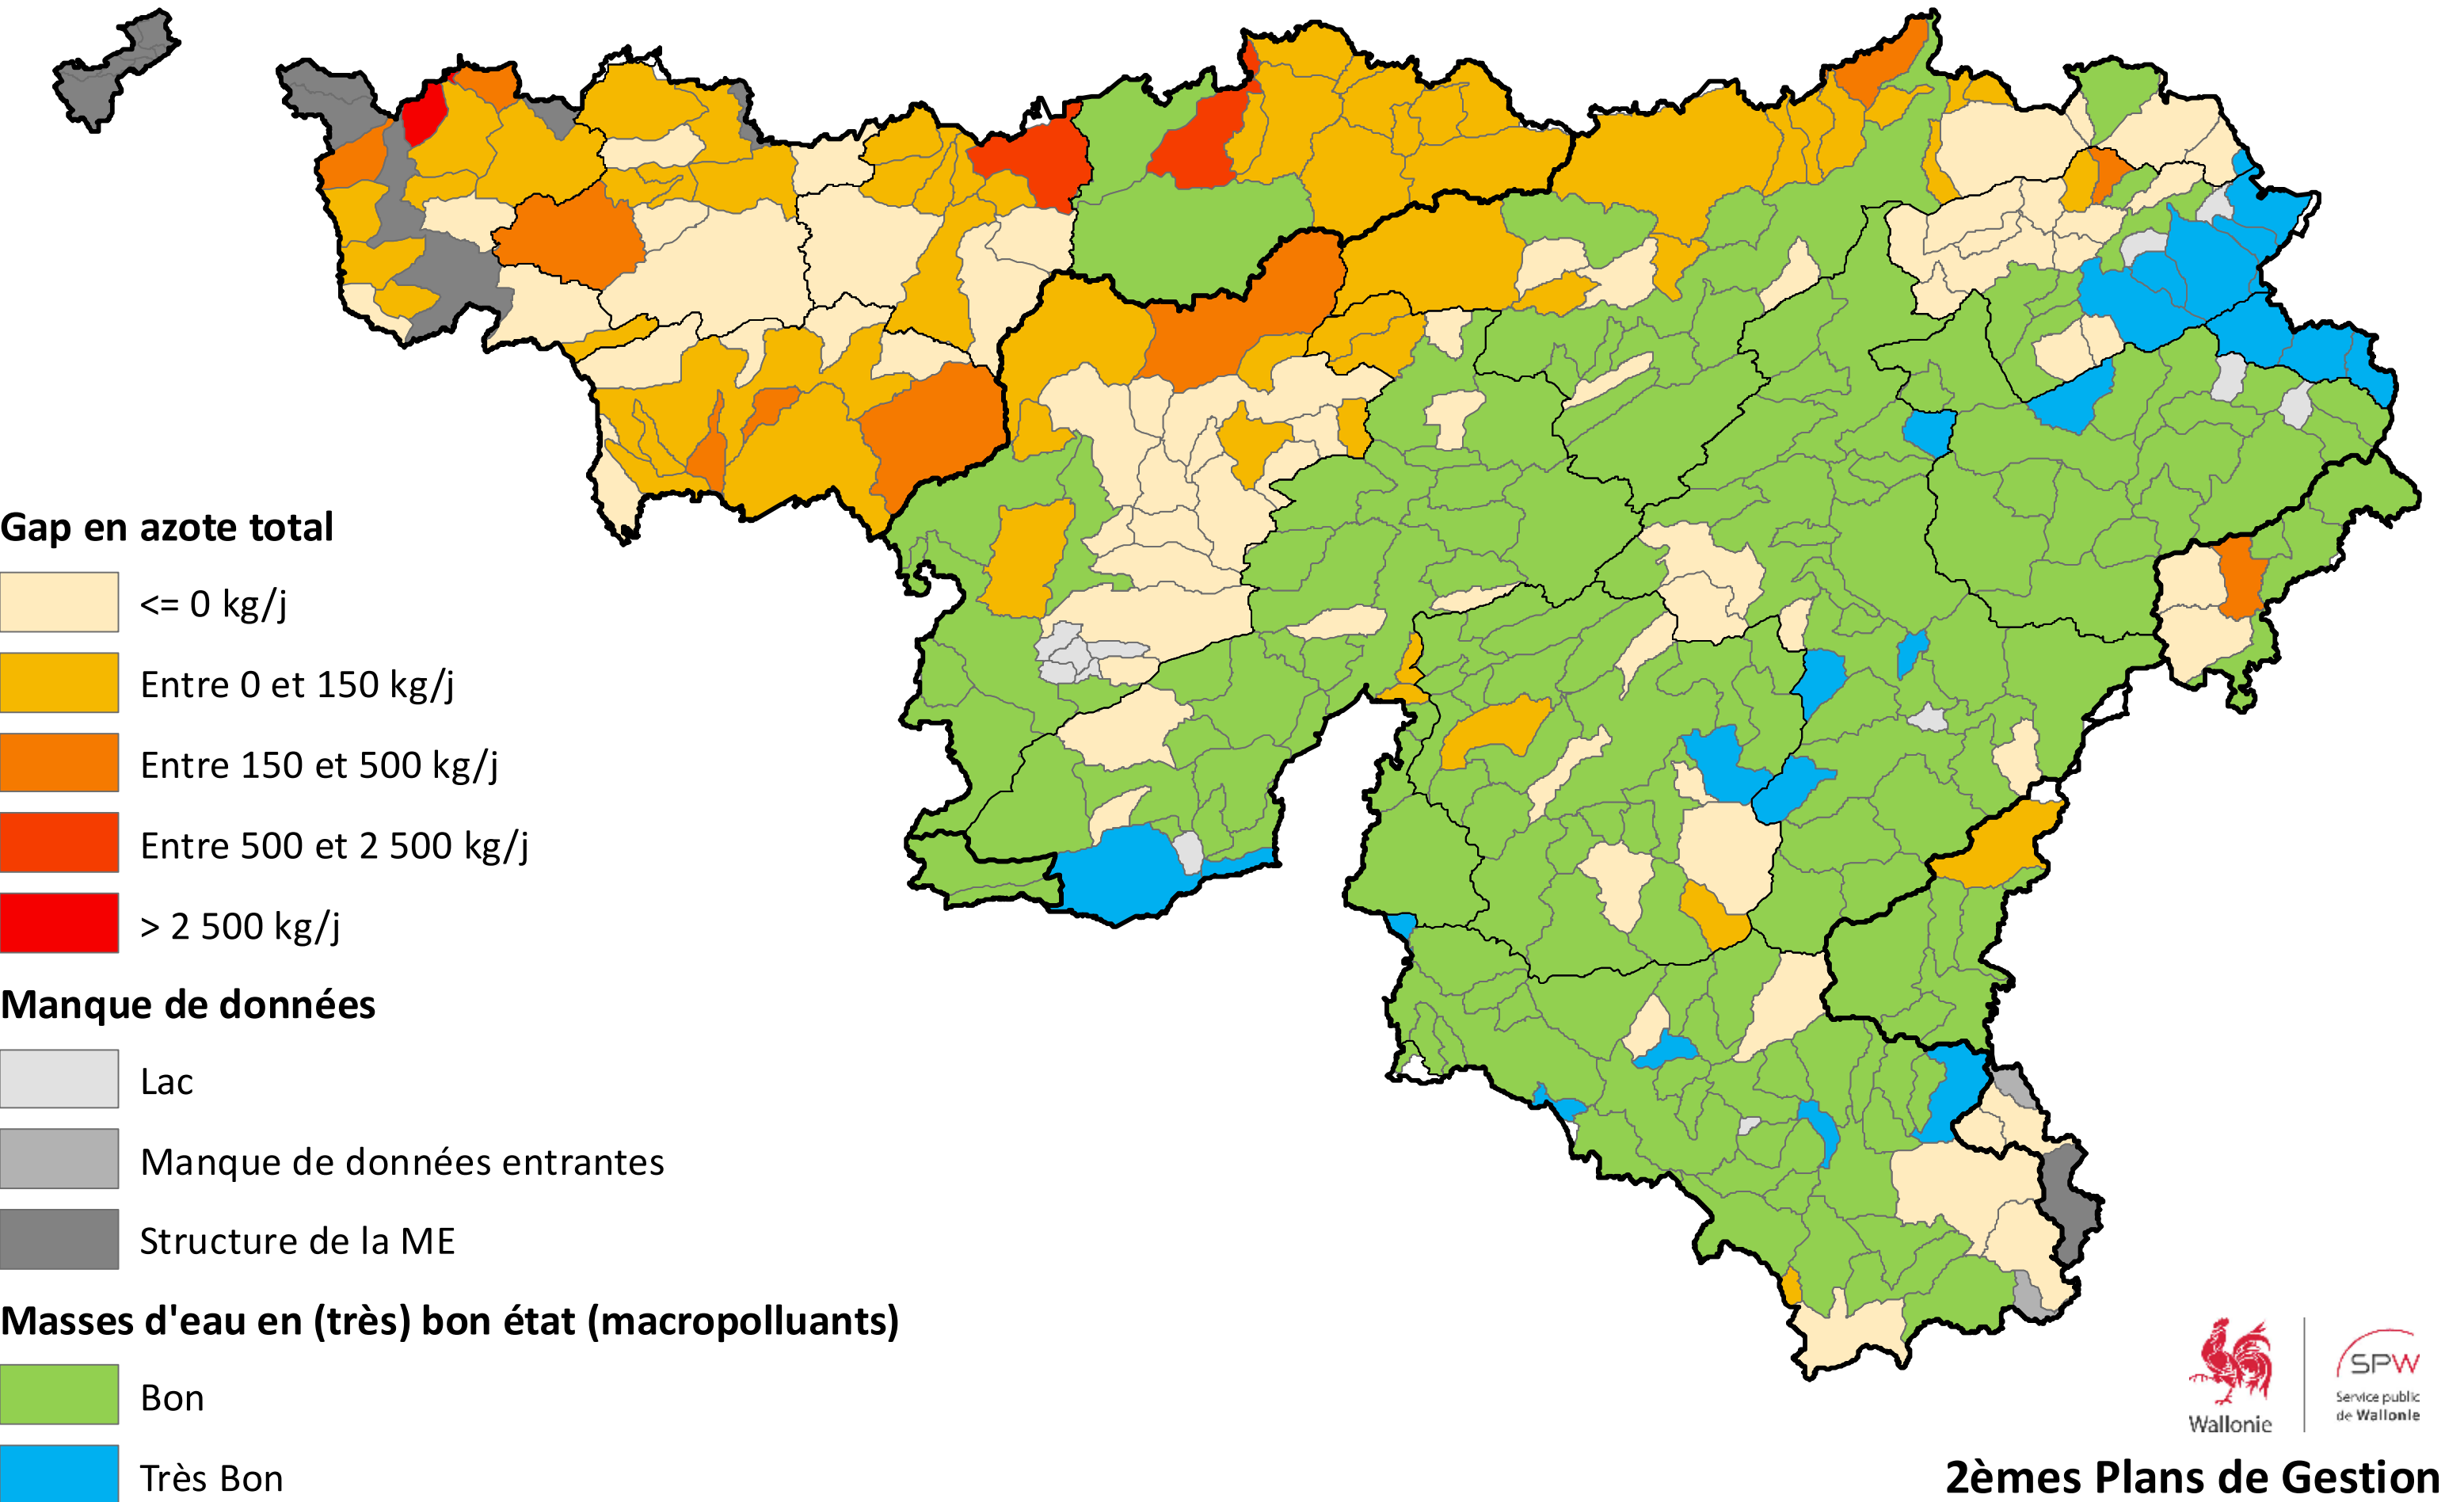 Gap en azote total
<= 0 kg/j
Entre 0 et 150 kg/j
Entre 150 et 500 kg/j
Entre 500 et 2 500 kg/j
> 2 500 kg/j
Manque de données
Lac
Manque de données entrantes
Structure de la ME
Masses d'eau en (très) bon état (macropolluants)
Bon
Très Bon
Wallonie
SPW
Service public
de Wallonie
2èmes Plans de Gestion